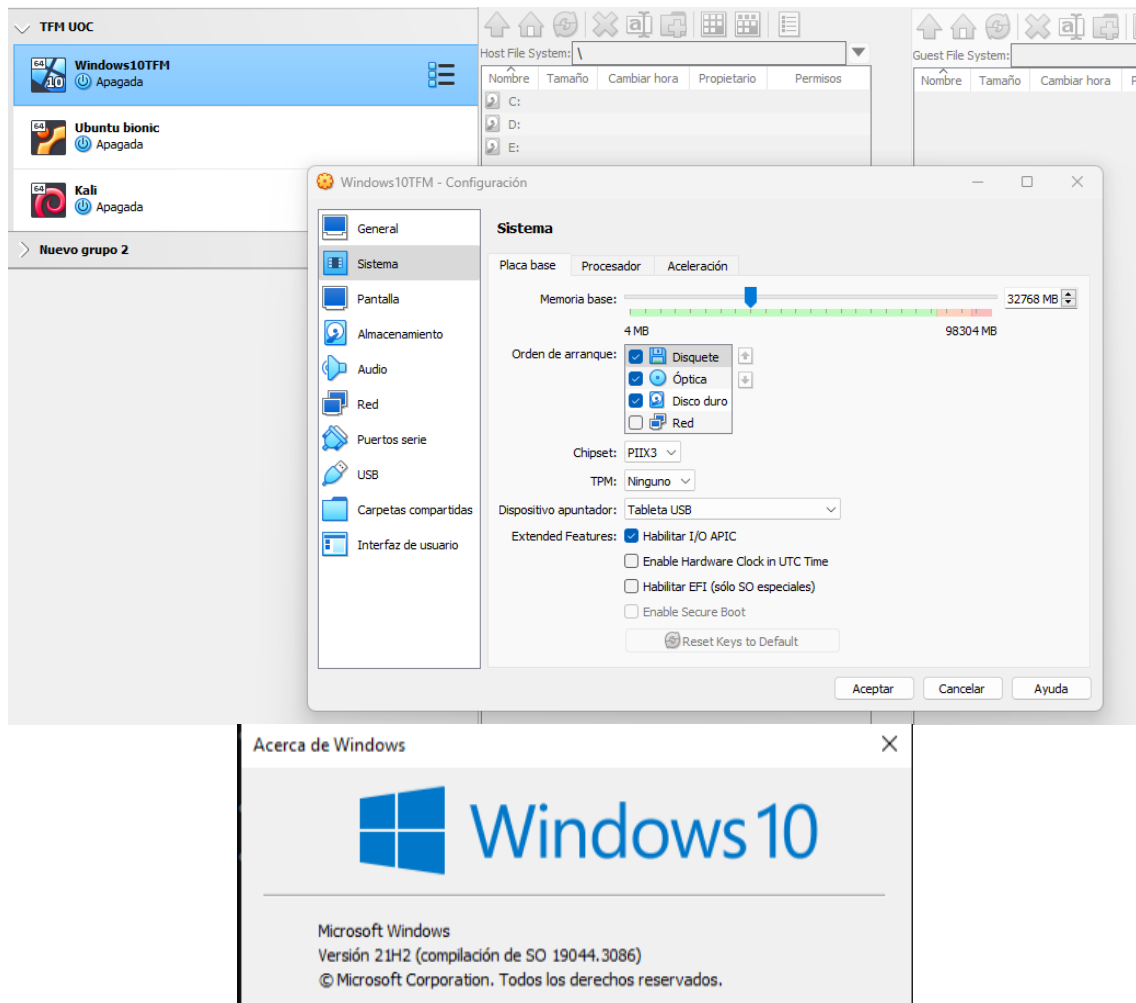 TFM UOC
Windows10TFM
Apagada
Ubuntu bionic
Apagada
Kali
Apagada
Nuevo grupo 2
Host File System: \
Nombre Tamaño Cambiar hora Propietario Permisos
C:
D:
E:
Guest File System:
Nombre Tamaño Cambiar hora P
Windows10TFM - Configuración
General
Sistema
Pantalla
Almacenamiento
Audio
Red
Puertos serie
USB
Carpetas compartidas
Interfaz de usuario
Sistema
Placa base Procesador Aceleración
Memoria base: 32768 MB
4 MB 98304 MB
Orden de arranque: Disquete
Óptica
Disco duro
Red
Chipset: PIIX3
TPM: Ninguno
Dispositivo apuntador: Tableta USB
Extended Features: Habilitar I/O APIC
Enable Hardware Clock in UTC Time
Habilitar EFI (sólo SO especiales)
Enable Secure Boot
Reset Keys to Default
Aceptar Cancelar Ayuda
Acerca de Windows
Windows 10
Microsoft Windows
Versión 21H2 (compilación de SO 19044.3086)
© Microsoft Corporation. Todos los derechos reservados.